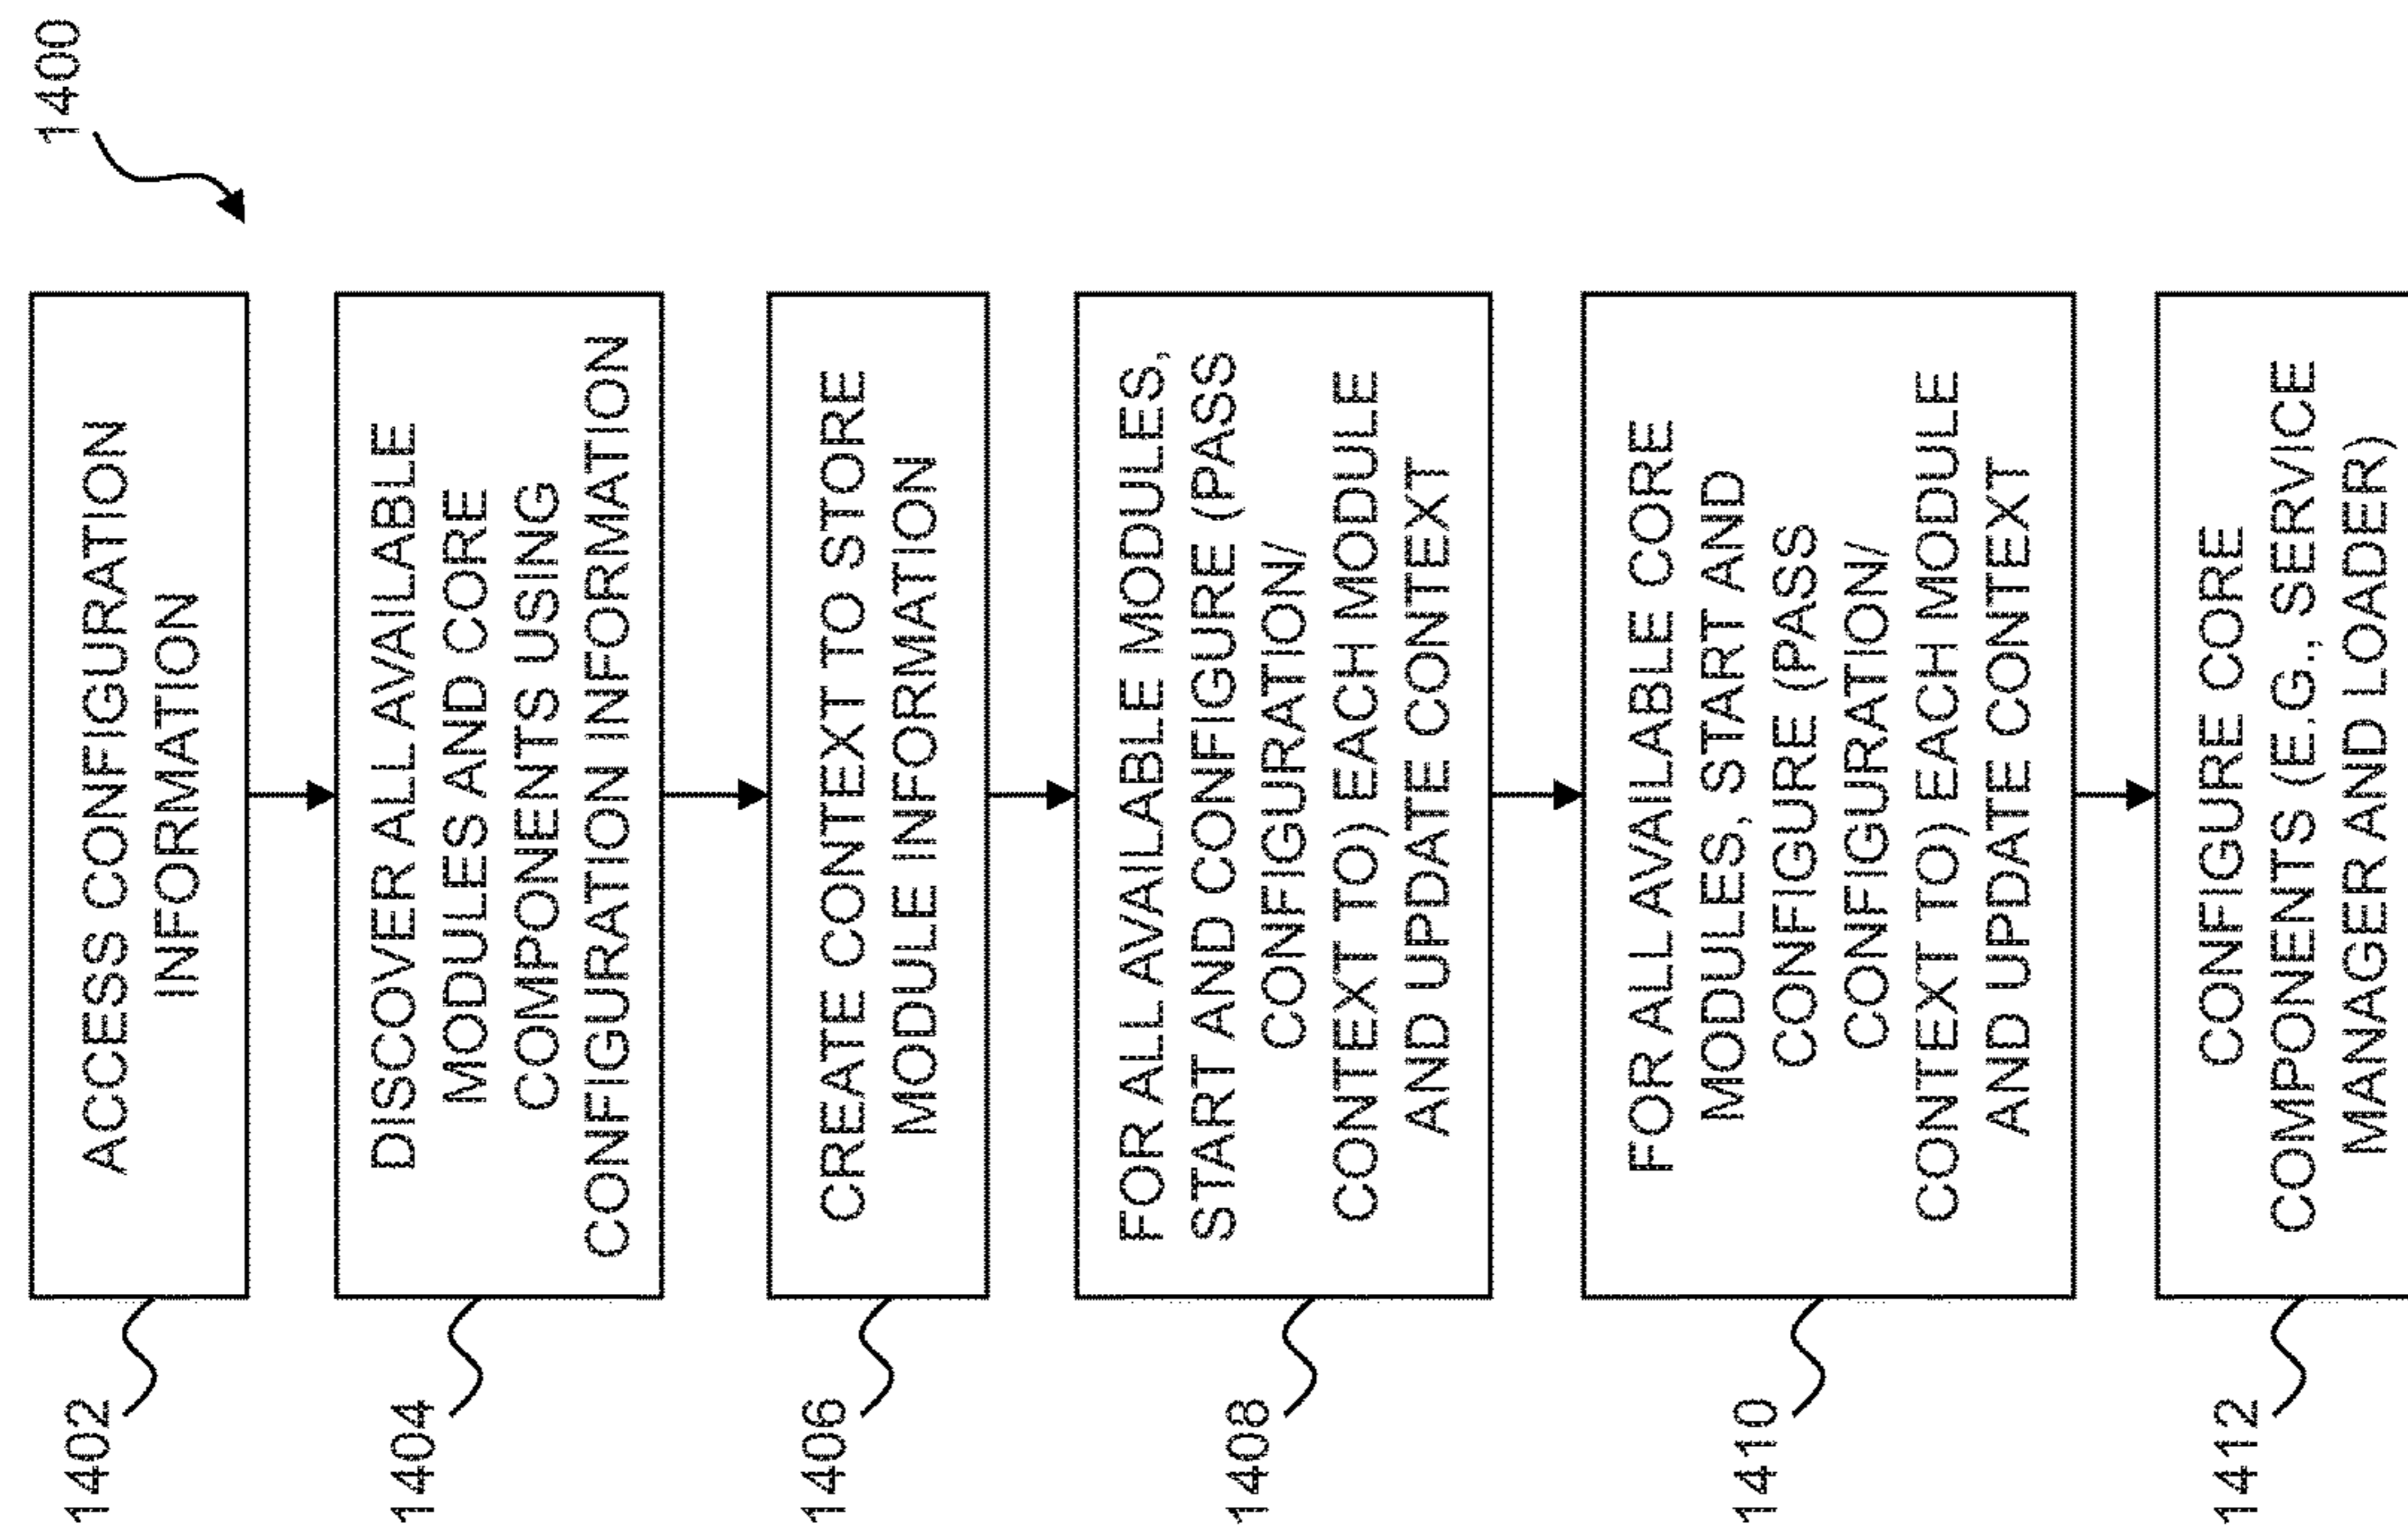 1400
1402
ACCESS CONFIGURATION
INFORMATION
1404
DISCOVER ALL AVAILABLE
MODULES AND CORE
COMPONENTS USING
CONFIGURATION INFORMATION
1406
CREATE CONTEXT TO STORE
MODULE INFORMATION
1408
FOR ALL AVAILABLE MODULES,
START AND CONFIGURE (PASS
CONFIGURATION/
CONTEXT TO) EACH MODULE
AND UPDATE CONTEXT
1410
FOR ALL AVAILABLE CORE
MODULES, START AND
CONFIGURE (PASS
CONFIGURATION/
CONTEXT TO) EACH MODULE
AND UPDATE CONTEXT
1412
CONFIGURE CORE
COMPONENTS (E.G., SERVICE
MANAGER AND LOADER)